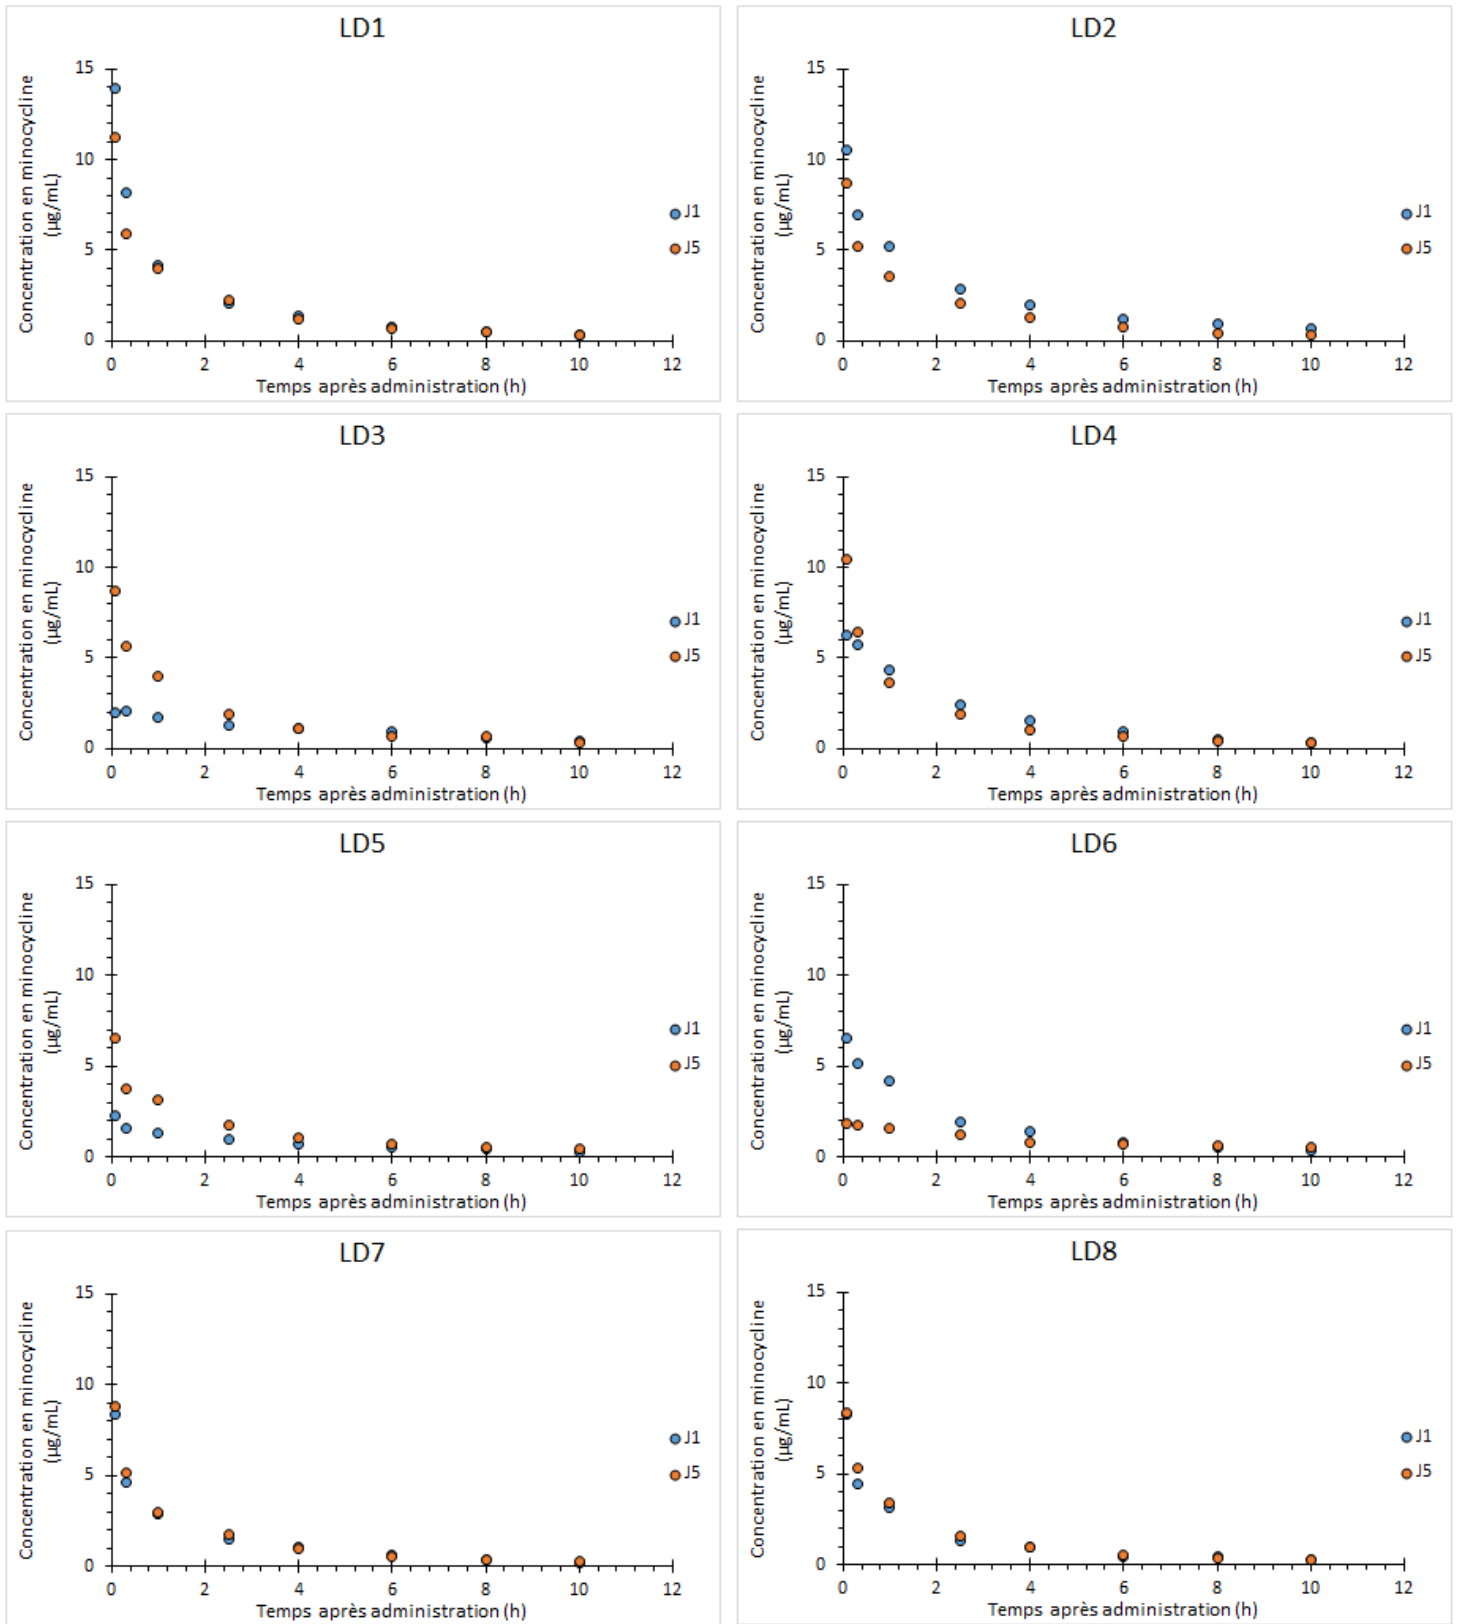 LD1
Concentration en minocycline
(µg/mL)
15
10
5
0
0 2 4 6 8 10 12
Temps après administration (h)
J1
J5
LD2
Concentration en minocycline
(µg/mL)
15
10
5
0
0 2 4 6 8 10 12
Temps après administration (h)
J1
J5
LD3
Concentration en minocycline
(µg/mL)
15
10
5
0
0 2 4 6 8 10 12
Temps après administration (h)
J1
J5
LD4
Concentration en minocycline
(µg/mL)
15
10
5
0
0 2 4 6 8 10 12
Temps après administration (h)
J1
J5
LD5
Concentration en minocycline
(µg/mL)
15
10
5
0
0 2 4 6 8 10 12
Temps après administration (h)
J1
J5
LD6
Concentration en minocycline
(µg/mL)
15
10
5
0
0 2 4 6 8 10 12
Temps après administration (h)
J1
J5
LD7
Concentration en minocycline
(µg/mL)
15
10
5
0
0 2 4 6 8 10 12
Temps après administration (h)
J1
J5
LD8
Concentration en minocycline
(µg/mL)
15
10
5
0
0 2 4 6 8 10 12
Temps après administration (h)
J1
J5